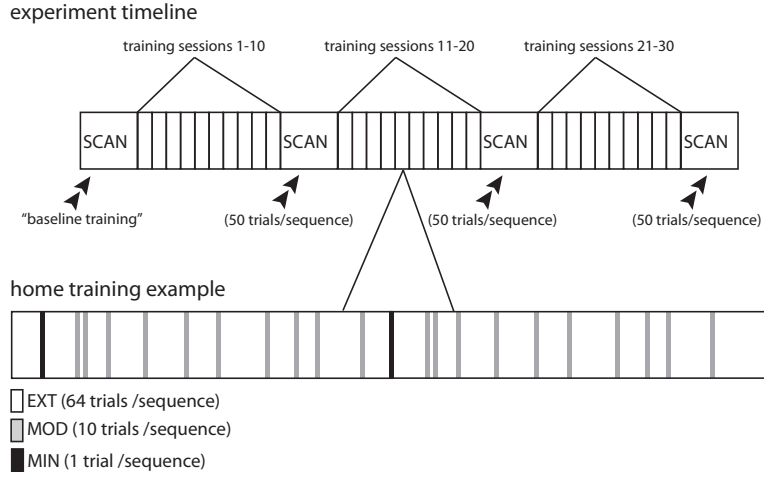 experiment timeline
training sessions 1-10
training sessions 11-20
training sessions 21-30
SCAN
SCAN
SCAN
SCAN
"baseline training"
(50 trials/sequence)
(50 trials/sequence)
(50 trials/sequence)
home training example
EXT (64 trials /sequence)
MOD (10 trials /sequence)
MIN (1 trial /sequence)